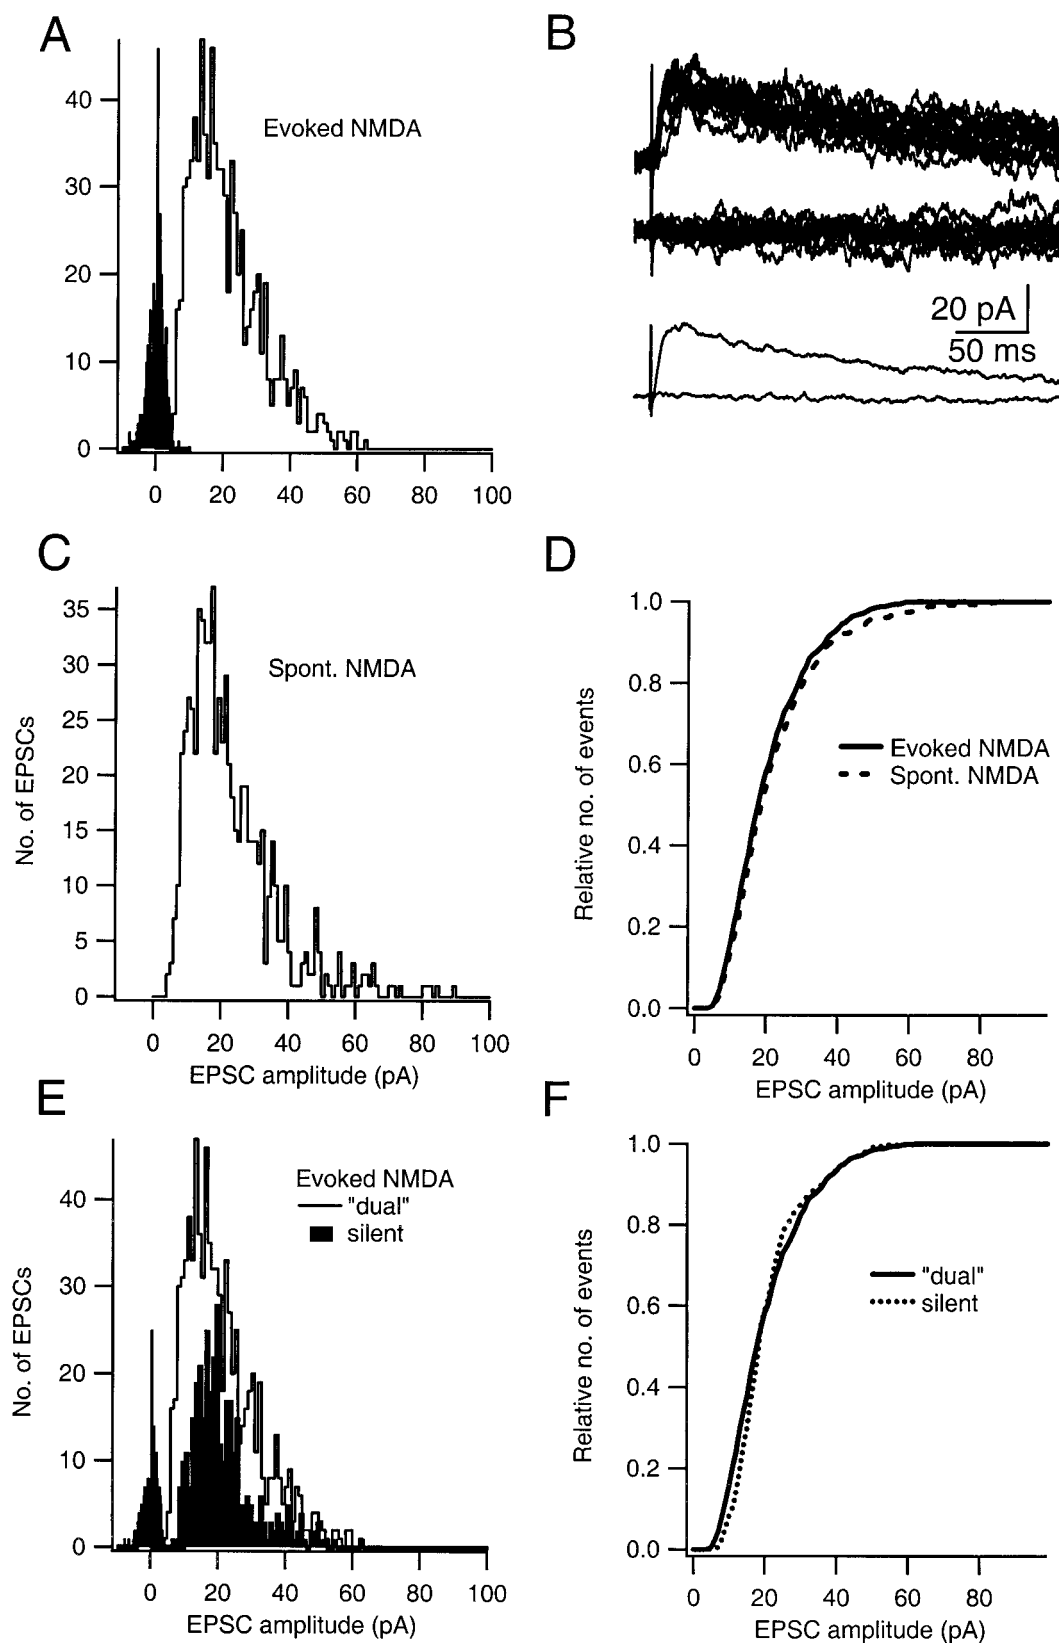 A
40
30
20
10
0
Evoked NMDA
0 20 40 60 80 100
B
20 pA
50 ms
C
No. of EPSCs
35
30
25
20
15
10
5
0
Spont. NMDA
0 20 40 60 80 100
EPSC amplitude (pA)
D
Relative no. of events
1.0
0.8
0.6
0.4
0.2
0.0
Evoked NMDA
Spont. NMDA
0 20 40 60 80
EPSC amplitude (pA)
E
No. of EPSCs
40
30
20
10
0
Evoked NMDA
"dual"
silent
0 20 40 60 80 100
EPSC amplitude (pA)
F
Relative no. of events
1.0
0.8
0.6
0.4
0.2
0.0
"dual"
silent
0 20 40 60 80
EPSC amplitude (pA)